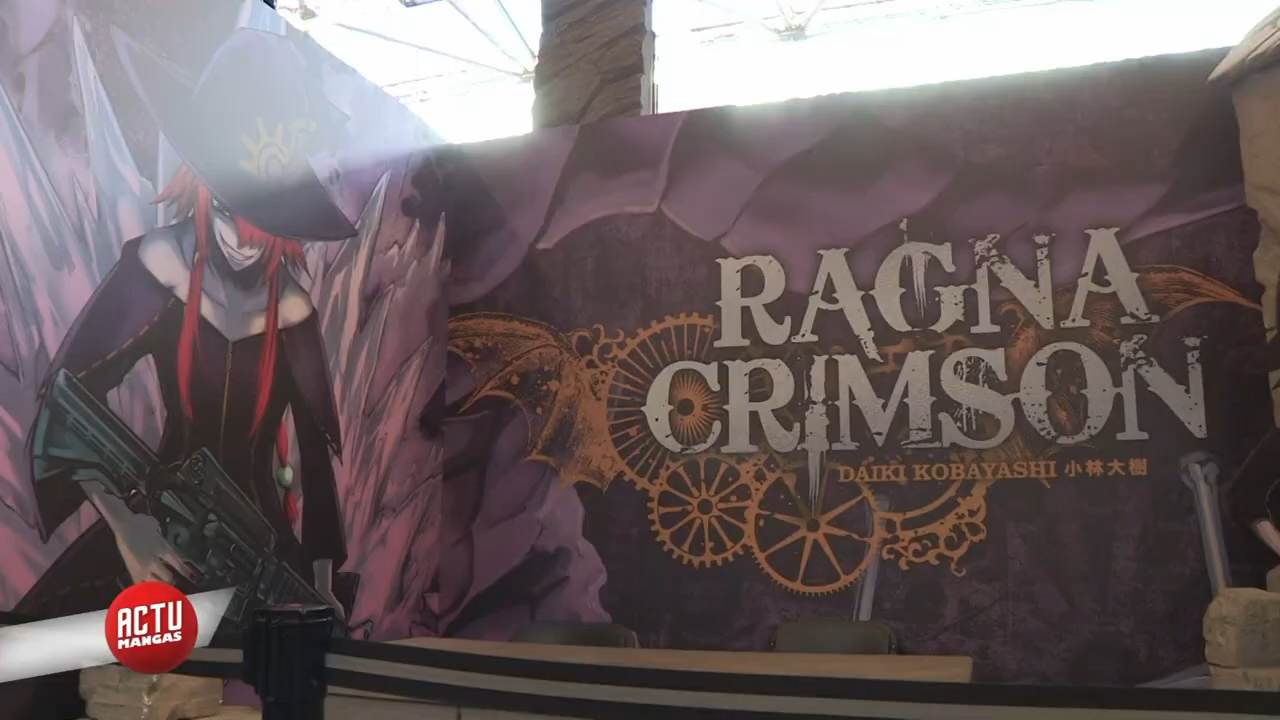 RAGNA
CRIMSON
DAIKI KOBAYASHI 小林大樹
ACTU
MANGAS